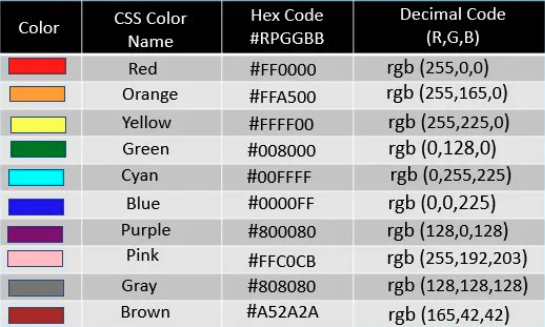 Color CSS Color Name Hex Code #RPGGBB Decimal Code (R,G,B)
Red #FF0000 rgb (255,0,0)
Orange #FFA500 rgb (255,165,0)
Yellow #FFFF00 rgb (255,225,0)
Green #008000 rgb (0,128,0)
Cyan #00FFFF rgb (0,255,225)
Blue #0000FF rgb (0,0,225)
Purple #800080 rgb (128,0,128)
Pink #FFC0CB rgb (255,192,203)
Gray #808080 rgb (128,128,128)
Brown #A52A2A rgb (165,42,42)